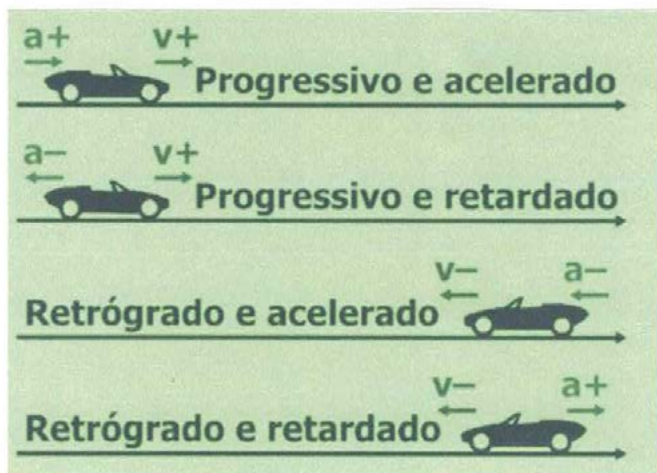 a+ v+
Progressivo e acelerado
a− v+
Progressivo e retardado
v− a−
Retrógrado e acelerado
v− a+
Retrógrado e retardado